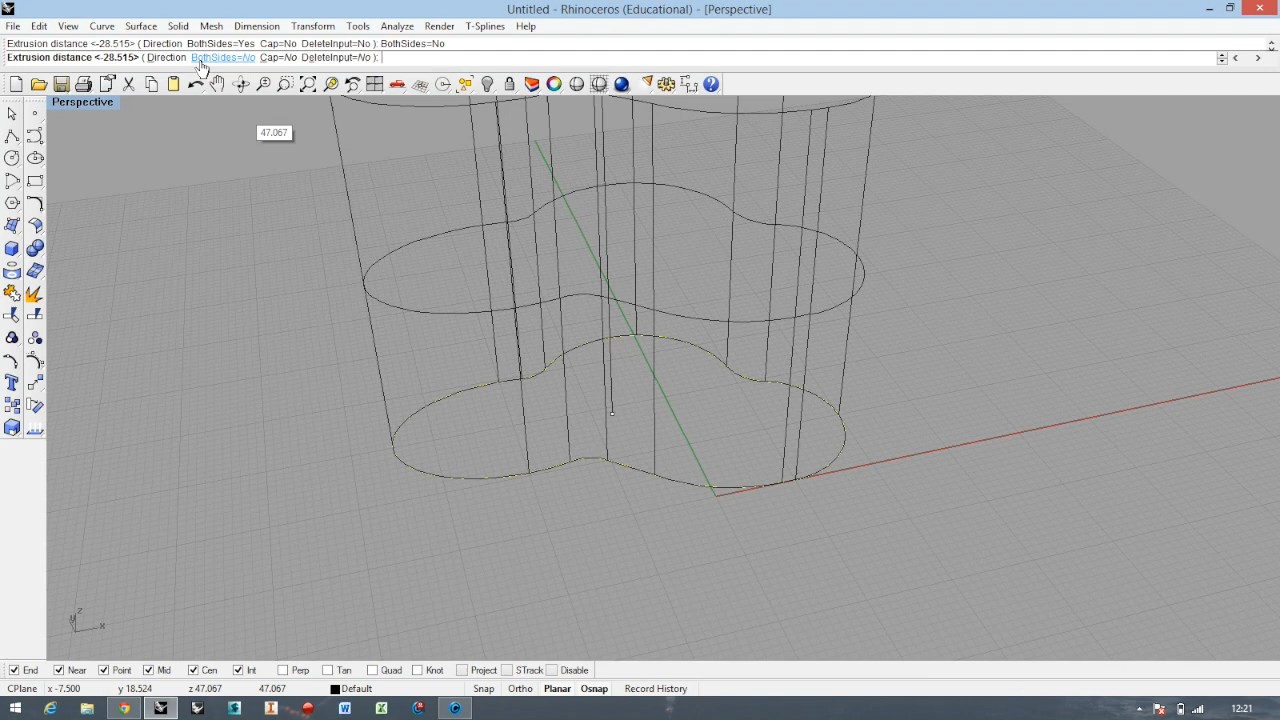 Untitled - Rhinoceros (Educational) - [Perspective]
File Edit View Curve Surface Solid Mesh Dimension Transform Tools Analyze Render T-Splines Help
Extrusion distance <-28.515> ( Direction BothSides=Yes Cap=No DeleteInput=No ): BothSides=No
Extrusion distance <-28.515> ( Direction BothSides=No Cap=No DeleteInput=No ):
Perspective
47.067
z
x
End Near Point Mid Cen Int Perp Tan Quad Knot Project STrack Disable
CPlane x -7.500 y 18.524 z 47.067 47.067 Default Snap Ortho Planar Osnap Record History
12:21